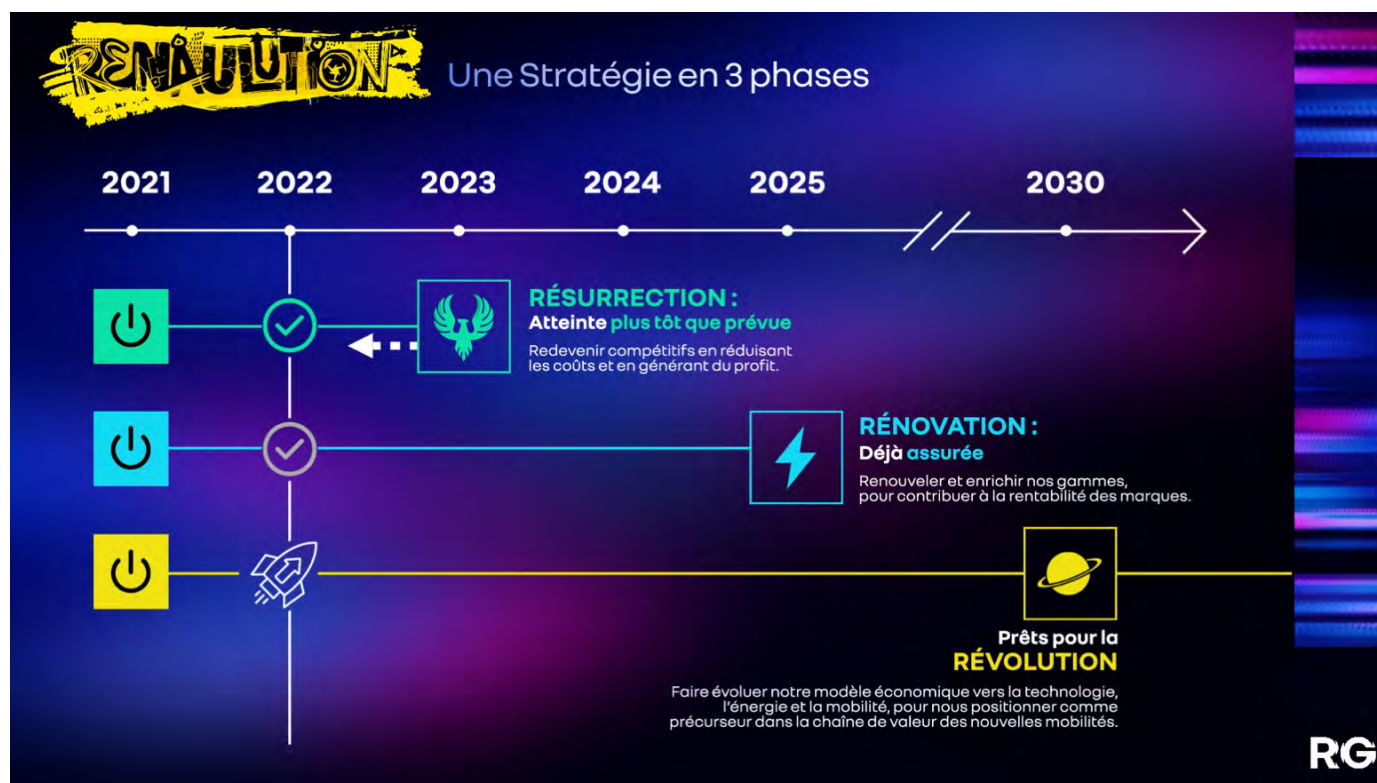 RENAULUTION
Une Stratégie en 3 phases
2021 2022 2023 2024 2025 2030
RÉSURRECTION :
Atteinte plus tôt que prévue
Redevenir compétitifs en réduisant
les coûts et en générant du profit.
RÉNOVATION :
Déjà assurée
Renouveler et enrichir nos gammes,
pour contribuer à la rentabilité des marques.
Prêts pour la
RÉVOLUTION
Faire évoluer notre modèle économique vers la technologie,
l'énergie et la mobilité, pour nous positionner comme
précurseur dans la chaîne de valeur des nouvelles mobilités.
RG